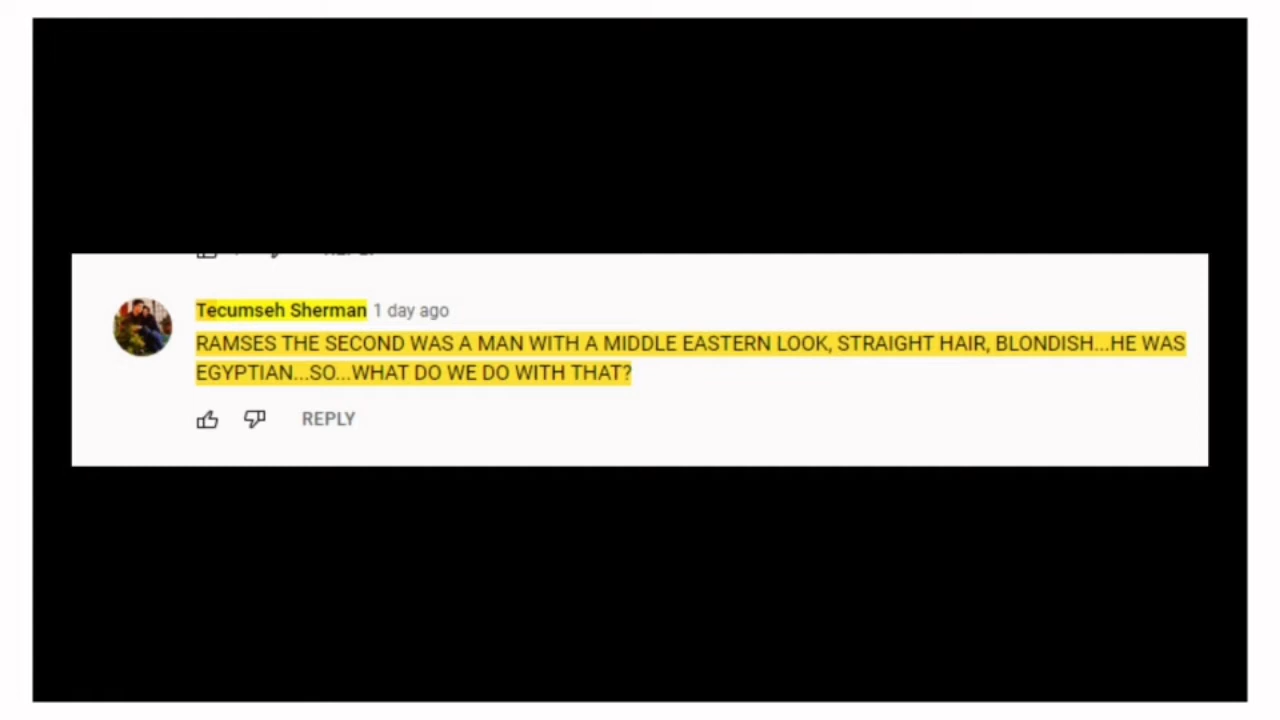 Tecumseh Sherman 1 day ago
RAMSES THE SECOND WAS A MAN WITH A MIDDLE EASTERN LOOK, STRAIGHT HAIR, BLONDISH...HE WAS
EGYPTIAN...SO...WHAT DO WE DO WITH THAT?
REPLY